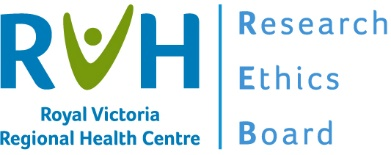 RVH
Royal Victoria
Regional Health Centre
Research
Ethics
Board